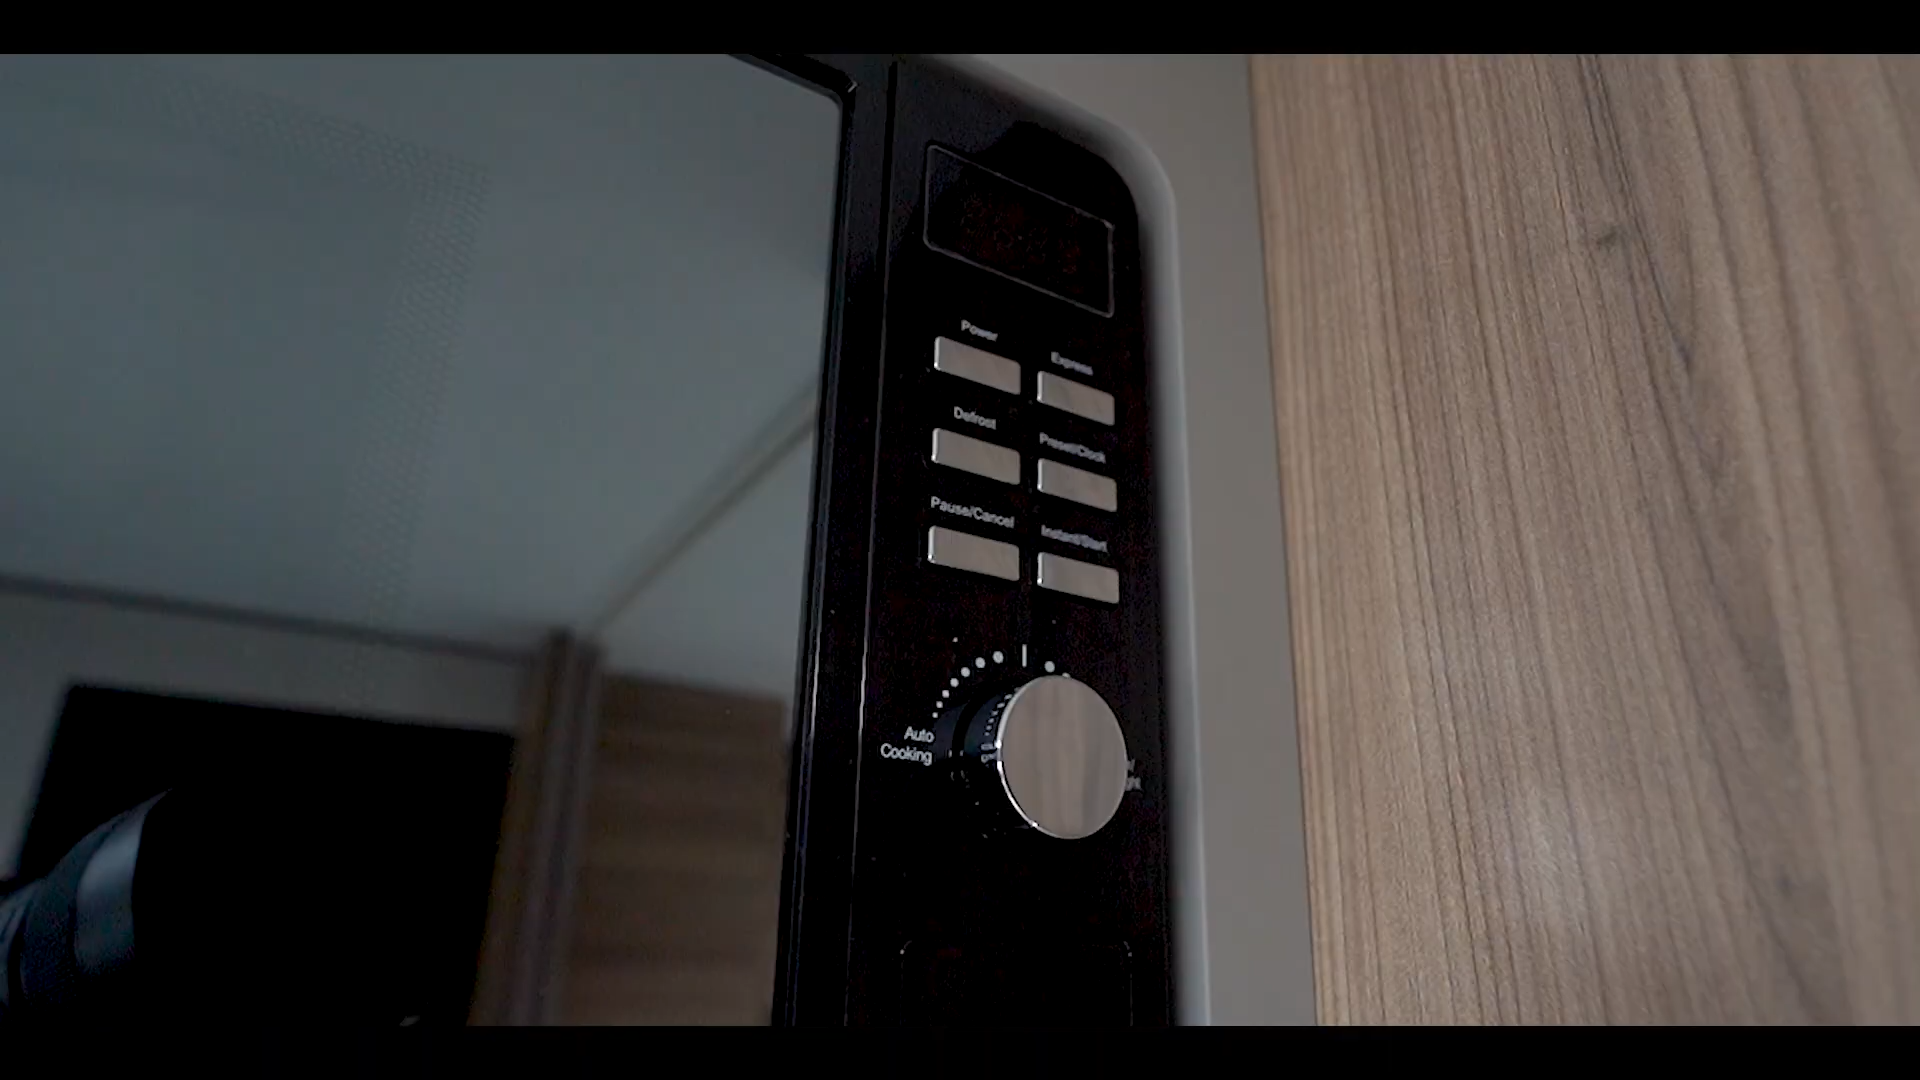 Power
Express
Defrost
Preset/Clock
Pause/Cancel
Instant/Start
Auto
Cooking